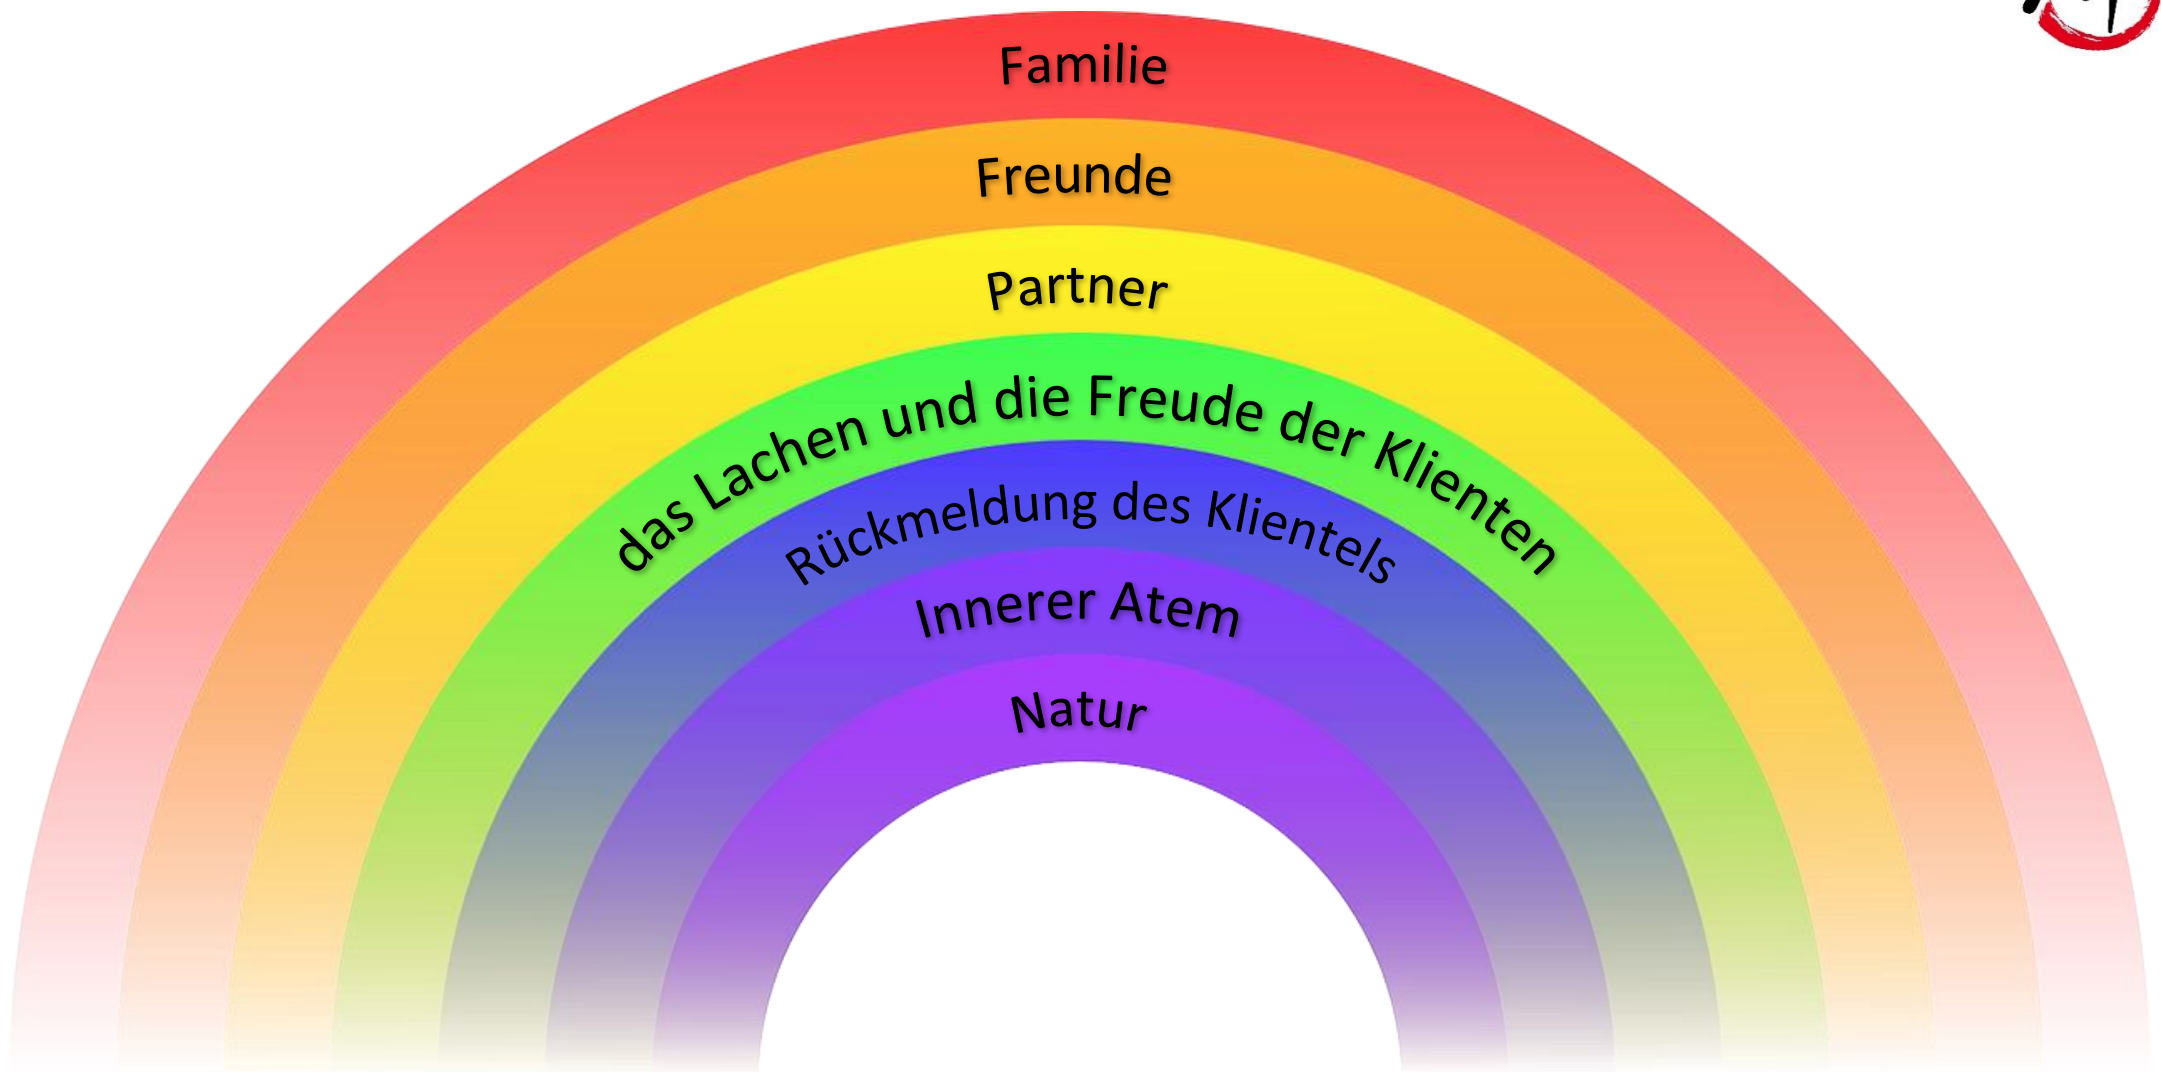 Familie
Freunde
Partner
das Lachen und die Freude der Klienten
Rückmeldung des Klientels
Innerer Atem
Natur